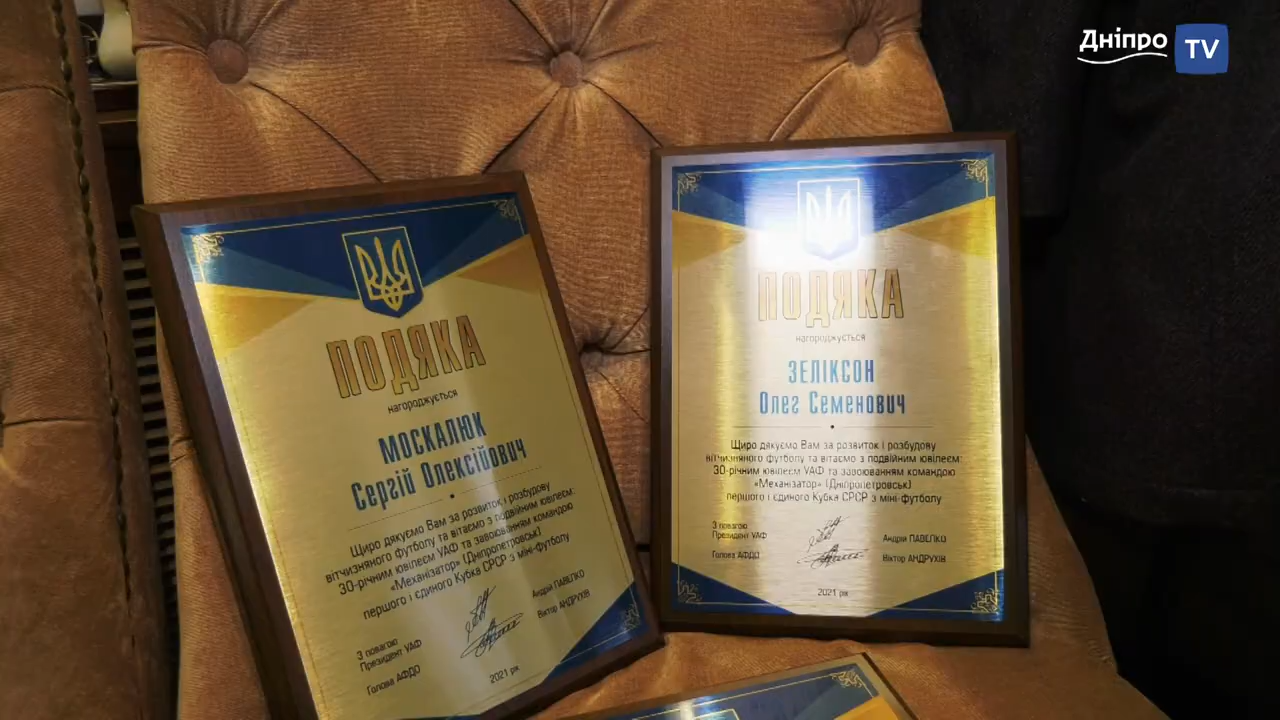 Дніпро TV
ПОДЯКА
нагороджується
МОСКАЛЮК
Сергій Олексійович
Щиро дякуємо Вам за розвиток і розбудову
вітчизняного футболу та вітаємо з подвійним ювілеєм:
30-річним ювілеєм УАФ та завоюванням командою
«Механізатор» (Дніпропетровськ)
першого і єдиного Кубка СРСР з міні-футболу
З повагою
Президент УАФ
Андрій ПАВЕЛКО
Голова АФДО
Віктор АНДРУХІВ
2021 рік
ПОДЯКА
нагороджується
ЗЕЛІКСОН
Олег Семенович
Щиро дякуємо Вам за розвиток і розбудову
вітчизняного футболу та вітаємо з подвійним ювілеєм:
30-річним ювілеєм УАФ та завоюванням командою
«Механізатор» (Дніпропетровськ)
першого і єдиного Кубка СРСР з міні-футболу
З повагою
Президент УАФ
Андрій ПАВЕЛКО
Голова АФДО
Віктор АНДРУХІВ
2021 рік